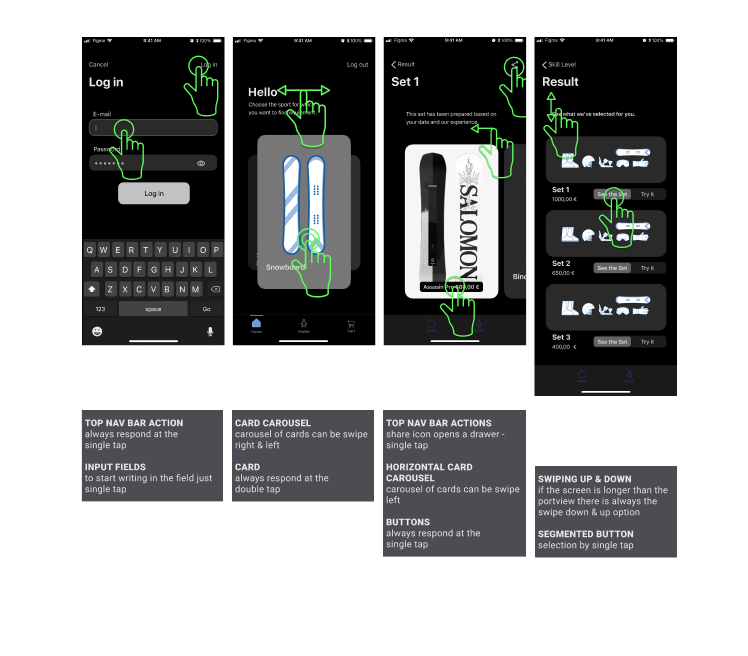 Figma
9:41 AM
100%
Cancel
Log in
Log in
E-mail
Password
Log in
Q W E R T Y U I O P
A S D F G H J K L
Z X C V B N M
123
space
Go
Figma
9:41 AM
100%
Log out
Hello
Choose the sport for
you want to find
Snowboard
Home
Profile
Cart
Figma
9:41 AM
100%
Result
Set 1
This set has been prepared based on
your data and our experience.
SALOMON
Assasin Pro
00 €
Figma
9:41 AM
100%
Skill Level
Result
what we've selected for you.
Set 1
1000,00 €
See the Set
Try it
Set 2
650,00 €
See the Set
Try it
Set 3
400,00 €
See the Set
Try it
TOP NAV BAR ACTION
always respond at the
single tap
INPUT FIELDS
to start writing in the field just
single tap
CARD CAROUSEL
carousel of cards can be swipe
right & left
CARD
always respond at the
double tap
TOP NAV BAR ACTIONS
share icon opens a drawer -
single tap
HORIZONTAL CARD
CAROUSEL
carousel of cards can be swipe
left
BUTTONS
always respond at the
single tap
SWIPING UP & DOWN
if the screen is longer than the
portview there is always the
swipe down & up option
SEGMENTED BUTTON
selection by single tap